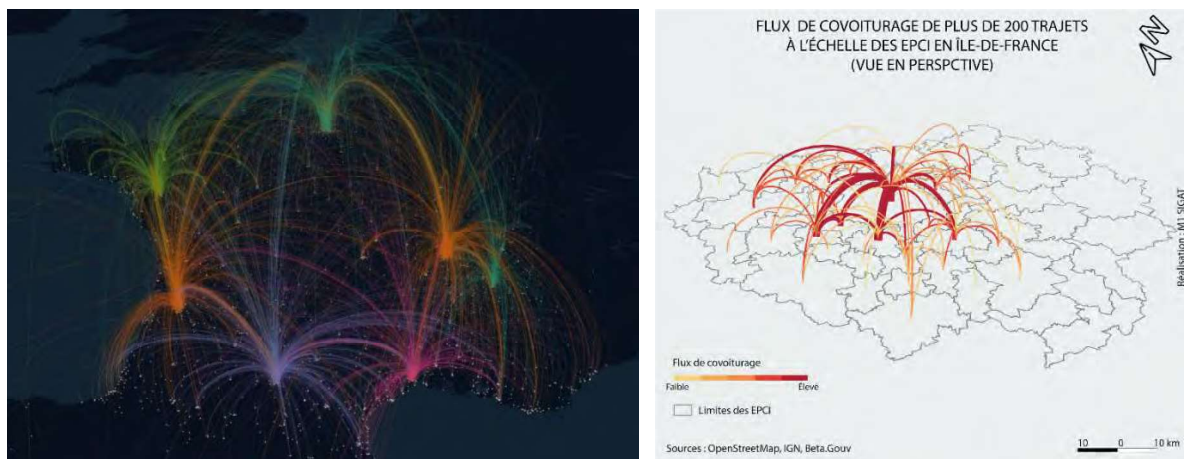 FLUX DE COVOITURAGE DE PLUS DE 200 TRAJETS
À L'ÉCHELLE DES EPCI EN ÎLE-DE-FRANCE
(VUE EN PERSPCTIVE)
N
Réalisation : M1 SIGAT
Flux de covoiturage
Faible Élevé
Limites des EPCI
Sources : OpenStreetMap, IGN, Beta.Gouv
10 0 10 km